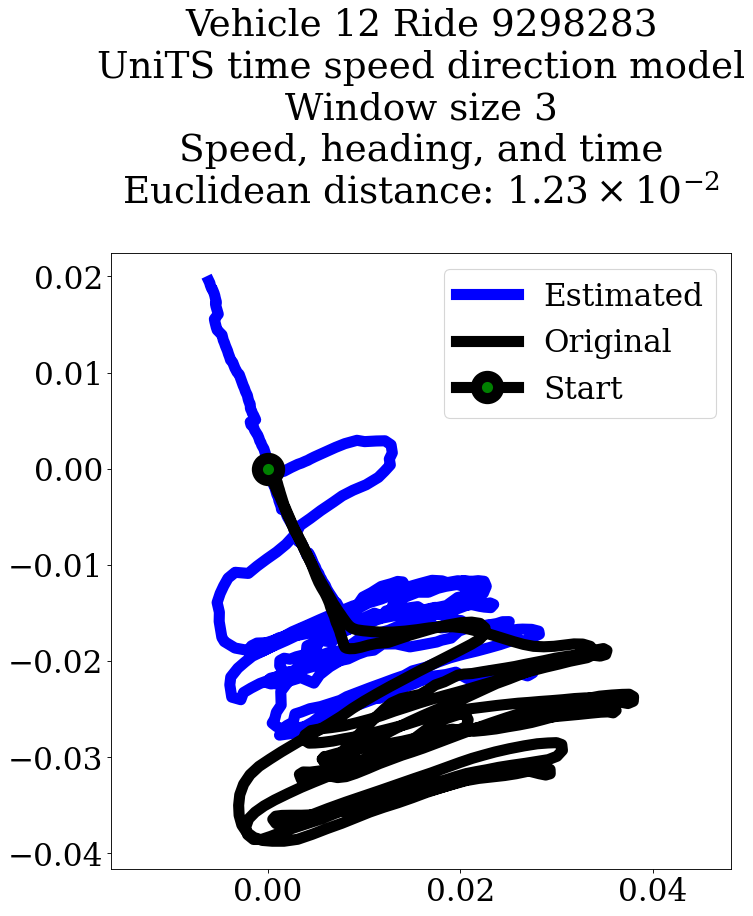 Vehicle 12 Ride 9298283
UniTS time speed direction model
Window size 3
Speed, heading, and time
Euclidean distance: 1.23 × 10⁻²
Estimated
Original
Start
0.02
0.01
0.00
−0.01
−0.02
−0.03
−0.04
0.00 0.02 0.04